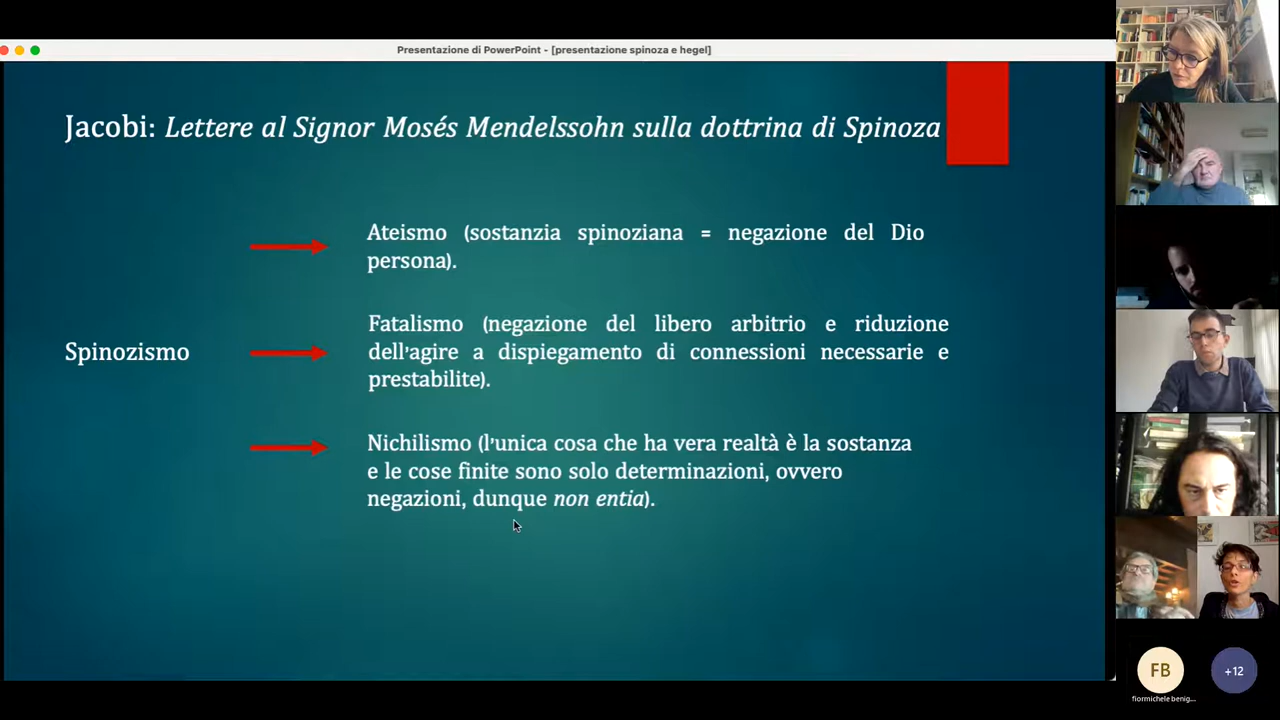 Presentazione di PowerPoint - [presentazione spinoza e hegel]
Jacobi: Lettere al Signor Mosés Mendelssohn sulla dottrina di Spinoza
Ateismo (sostanzia spinoziana = negazione del Dio
persona).
Spinozismo
Fatalismo (negazione del libero arbitrio e riduzione
dell'agire a dispiegamento di connessioni necessarie e
prestabilite).
Nichilismo (l'unica cosa che ha vera realtà è la sostanza
e le cose finite sono solo determinazioni, ovvero
negazioni, dunque non entia).
FB
+12
fiormichele benig...